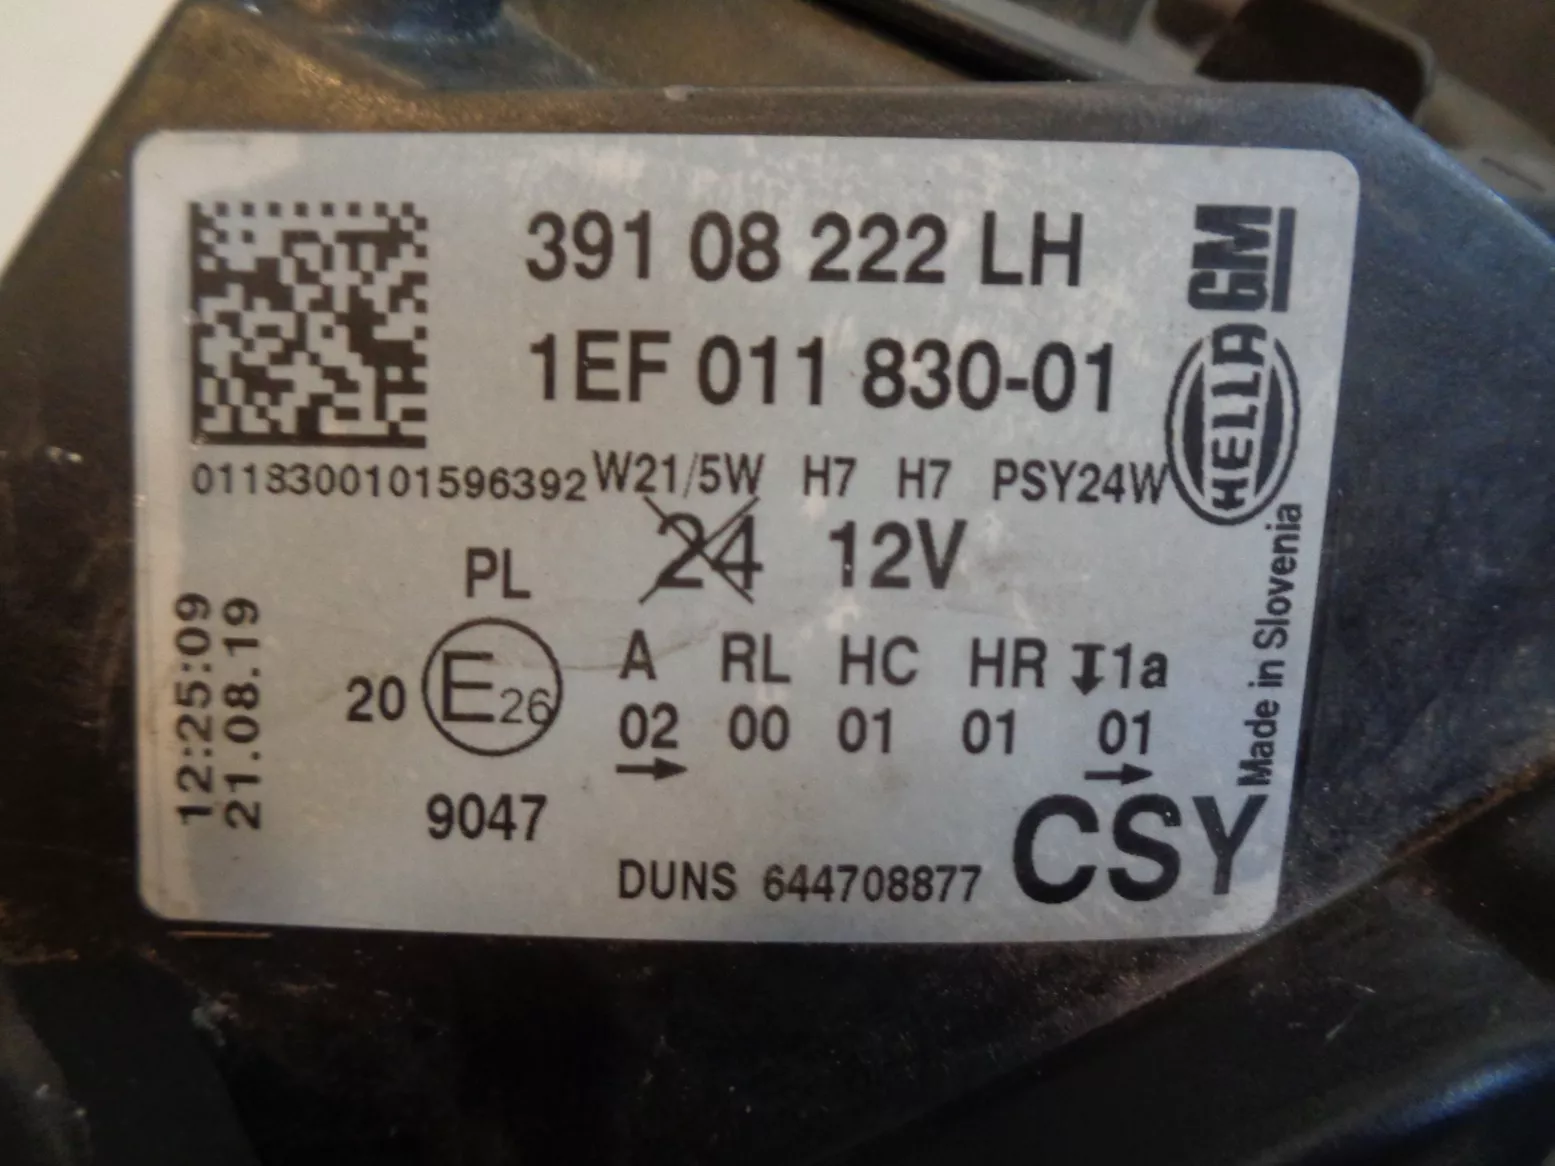 391 08 222 LH
1EF 011 830-01
GM
HELLA
0118300101596392 W21/5W H7 H7 PSY24W
24 12V
PL
12:25:09
21.08.19
20 E26
A RL HC HR 1a
02 00 01 01 01
9047
DUNS 644708877
CSY
Made in Slovenia